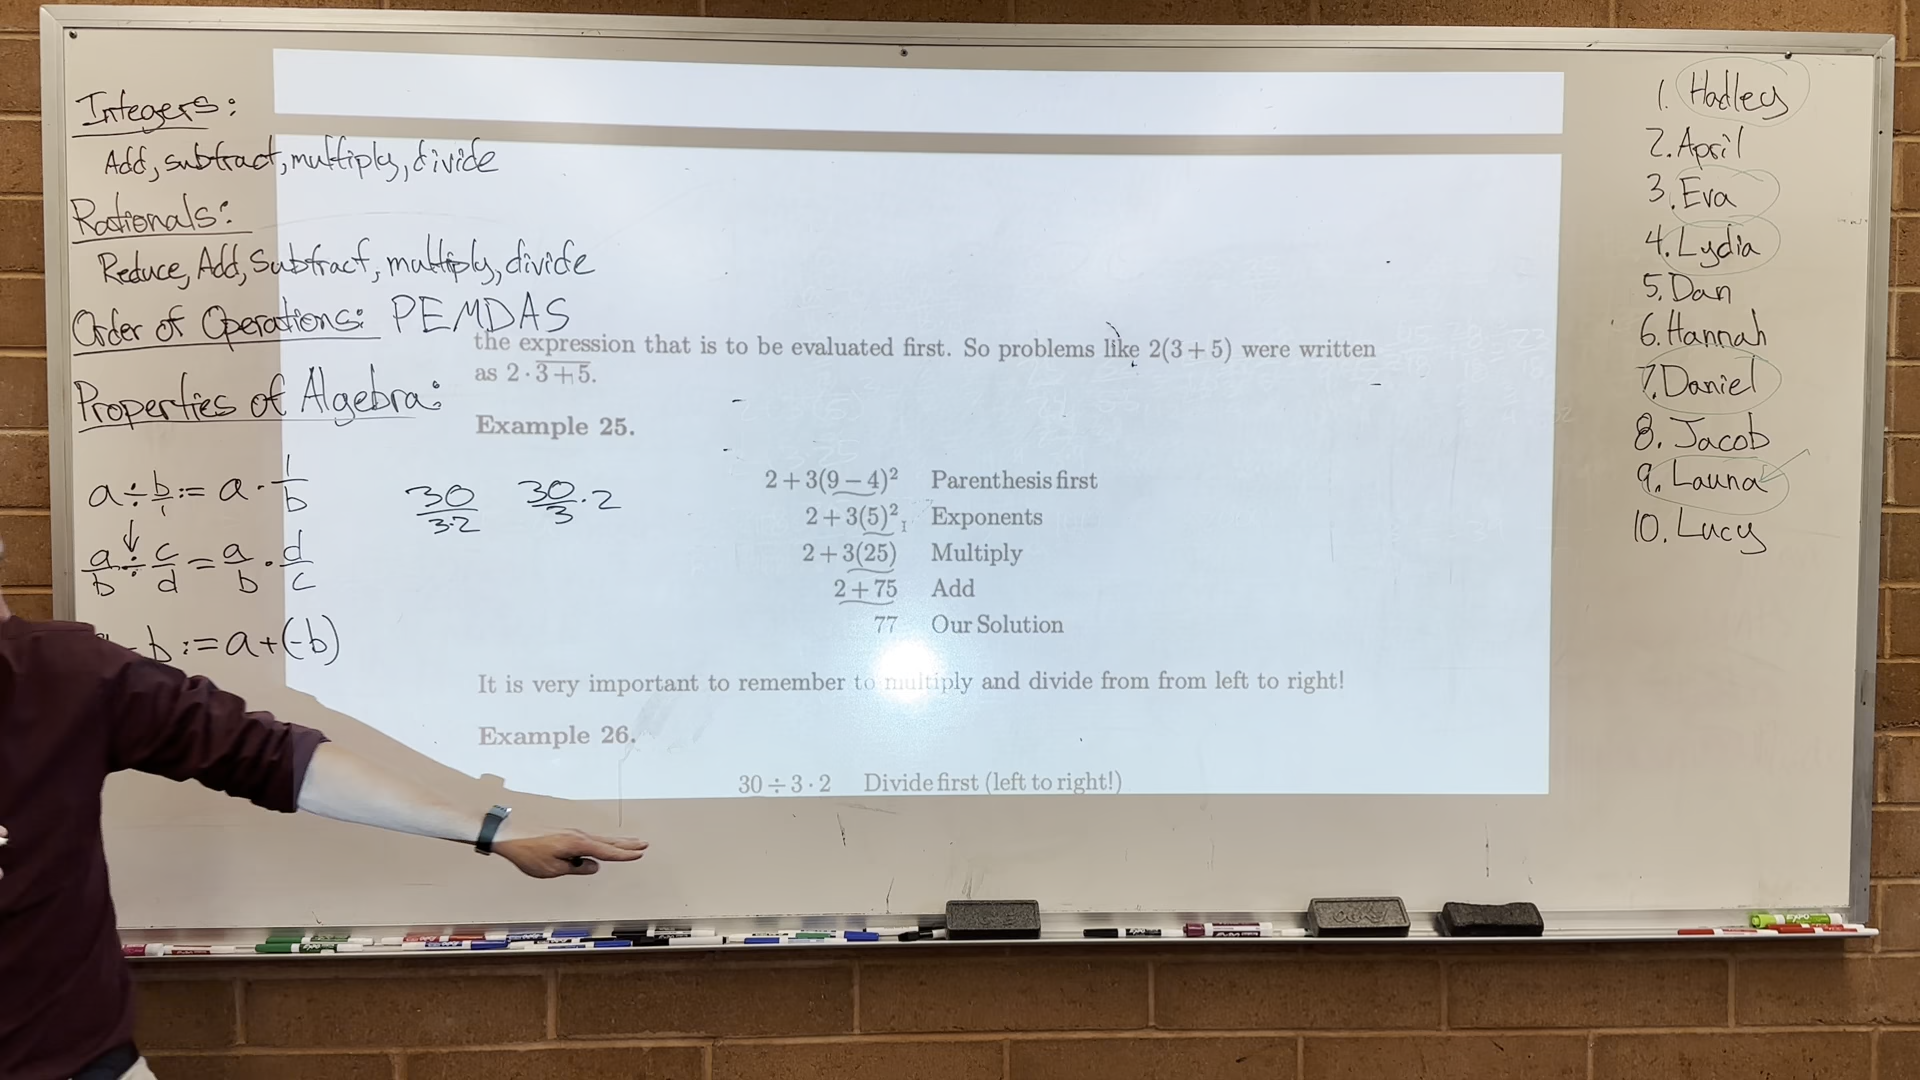 Integers:
Add, subtract, multiply, divide
Rationals:
Reduce, Add, Subtract, multiply, divide
Order of Operations: PEMDAS
Properties of Algebra:
a ÷ b/1 := a · 1/b
a/b ÷ c/d = a/b · d/c
- b := a + (-b)
30/3·2 30/3 · 2
the expression that is to be evaluated first. So problems like 2(3 + 5) were written
as 2 · 3 + 5.
Example 25.
2 + 3(9 − 4)² Parenthesis first
2 + 3(5)² Exponents
2 + 3(25) Multiply
2 + 75 Add
77 Our Solution
It is very important to remember to multiply and divide from from left to right!
Example 26.
30 ÷ 3 · 2 Divide first (left to right!)
1. Hadley
2. April
3. Eva
4. Lydia
5. Dan
6. Hannah
7. Daniel
8. Jacob
9. Launa
10. Lucy